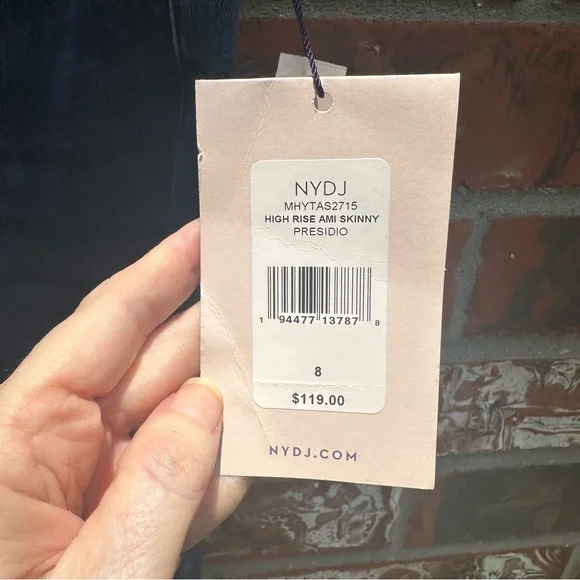 NYDJ
MHYTAS2715
HIGH RISE AMI SKINNY
PRESIDIO
1 94477 13787 8
8
$119.00
NYDJ.COM